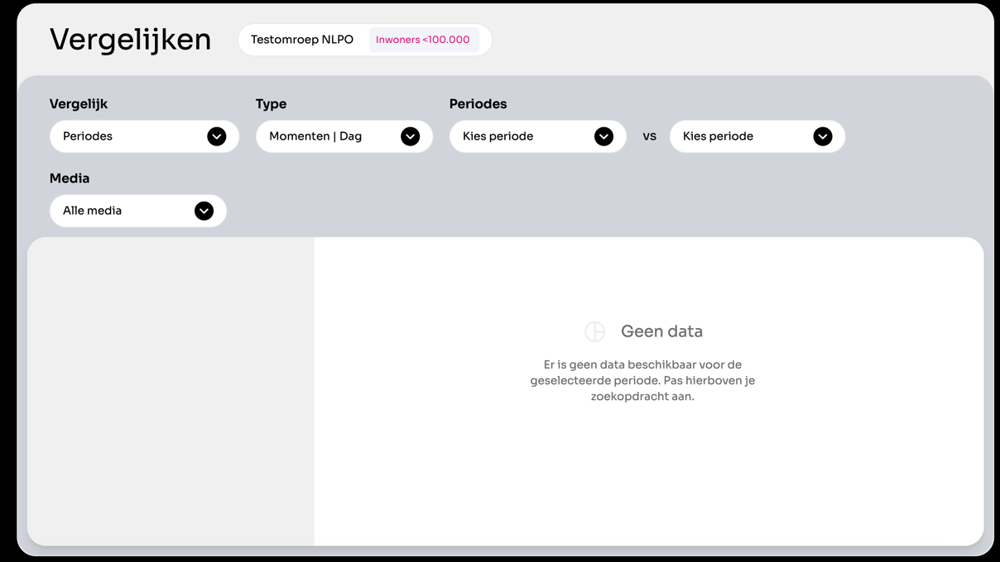 Vergelijken
Testomroep NLPO
Inwoners <100.000
Vergelijk
Type
Periodes
Periodes
Momenten | Dag
Kies periode
vs
Kies periode
Media
Alle media
Geen data
Er is geen data beschikbaar voor de
geselecteerde periode. Pas hierboven je
zoekopdracht aan.